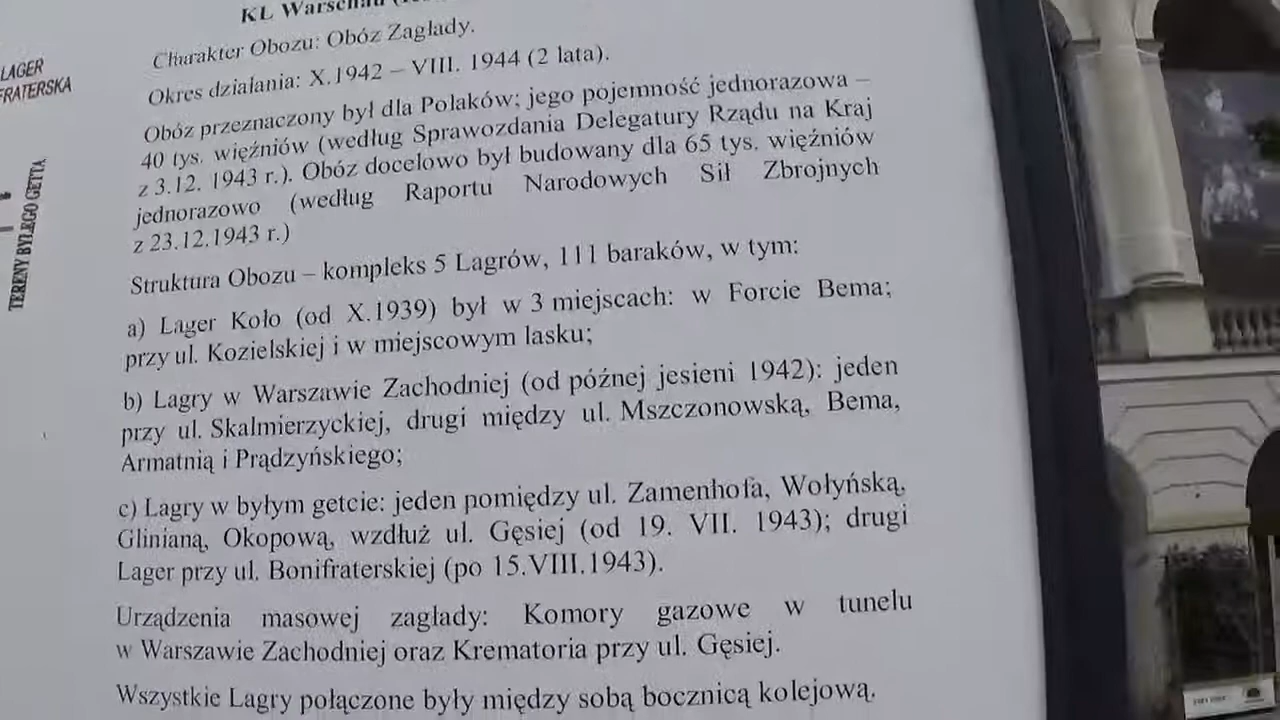 KL Warschau
Charakter Obozu: Obóz Zagłady.
Okres działania: X.1942 – VIII. 1944 (2 lata).
Obóz przeznaczony był dla Polaków; jego pojemność jednorazowa –
40 tys. więźniów (według Sprawozdania Delegatury Rządu na Kraj
z 3.12. 1943 r.). Obóz docelowo był budowany dla 65 tys. więźniów
jednorazowo (według Raportu Narodowych Sił Zbrojnych
z 23.12.1943 r.)
Struktura Obozu – kompleks 5 Lagrów, 111 baraków, w tym:
a) Lager Koło (od X.1939) był w 3 miejscach: w Forcie Bema;
przy ul. Kozielskiej i w miejscowym lasku;
b) Lagry w Warszawie Zachodniej (od późnej jesieni 1942): jeden
przy ul. Skalmierzyckiej, drugi między ul. Mszczonowską, Bema,
Armatnią i Prądzyńskiego;
c) Lagry w byłym getcie: jeden pomiędzy ul. Zamenhofa, Wołyńską,
Glinianą, Okopową, wzdłuż ul. Gęsiej (od 19. VII. 1943); drugi
Lager przy ul. Bonifraterskiej (po 15.VIII.1943).
Urządzenia masowej zagłady: Komory gazowe w tunelu
w Warszawie Zachodniej oraz Krematoria przy ul. Gęsiej.
Wszystkie Lagry połączone były między sobą bocznicą kolejową.
LAGER
FRATERSKA
TERENY BYŁEGO GETTA